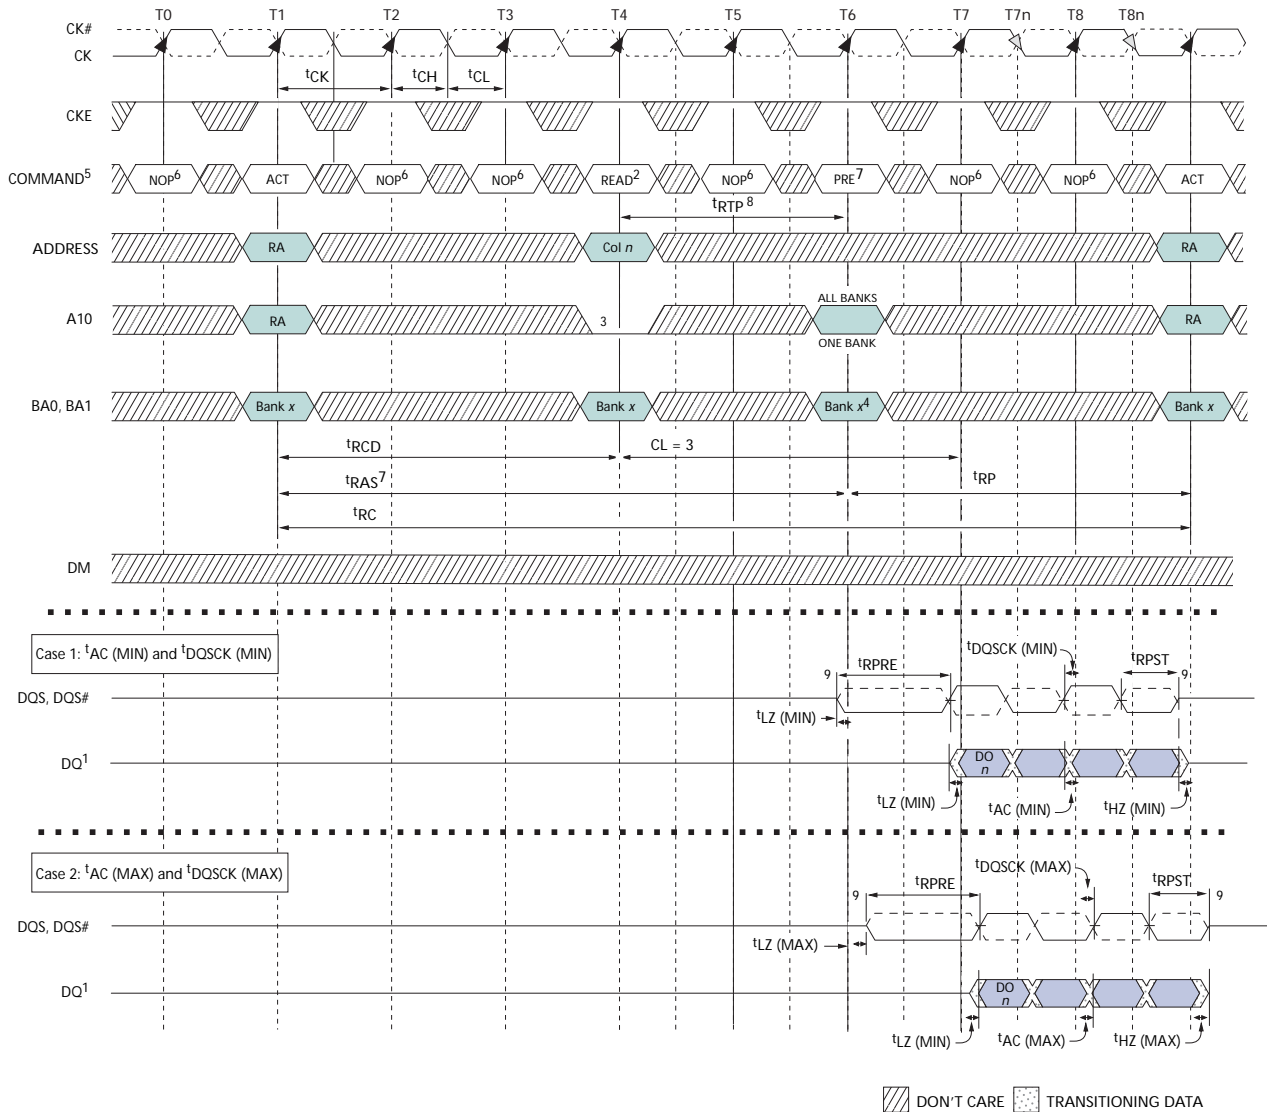 T0 T1 T2 T3 T4 T5 T6 T7 T7n T8 T8n
CK#
CK
tCK tCH tCL
CKE
COMMAND5 NOP6 ACT NOP6 NOP6 READ2 NOP6 PRE7 NOP6 NOP6 ACT
tRTP 8
ADDRESS RA Col n RA
ALL BANKS
A10 RA 3 RA
ONE BANK
BA0, BA1 Bank x Bank x Bank x4 Bank x
tRCD CL = 3
tRAS7 tRP
tRC
DM
Case 1: tAC (MIN) and tDQSCK (MIN)
tDQSCK (MIN)
9 tRPRE tRPST 9
DQS, DQS#
tLZ (MIN)
DQ1 DO
n
tLZ (MIN) tAC (MIN) tHZ (MIN)
Case 2: tAC (MAX) and tDQSCK (MAX)
tDQSCK (MAX)
9 tRPRE tRPST 9
DQS, DQS#
tLZ (MAX)
DQ1 DO
n
tLZ (MIN) tAC (MAX) tHZ (MAX)
DON'T CARE TRANSITIONING DATA